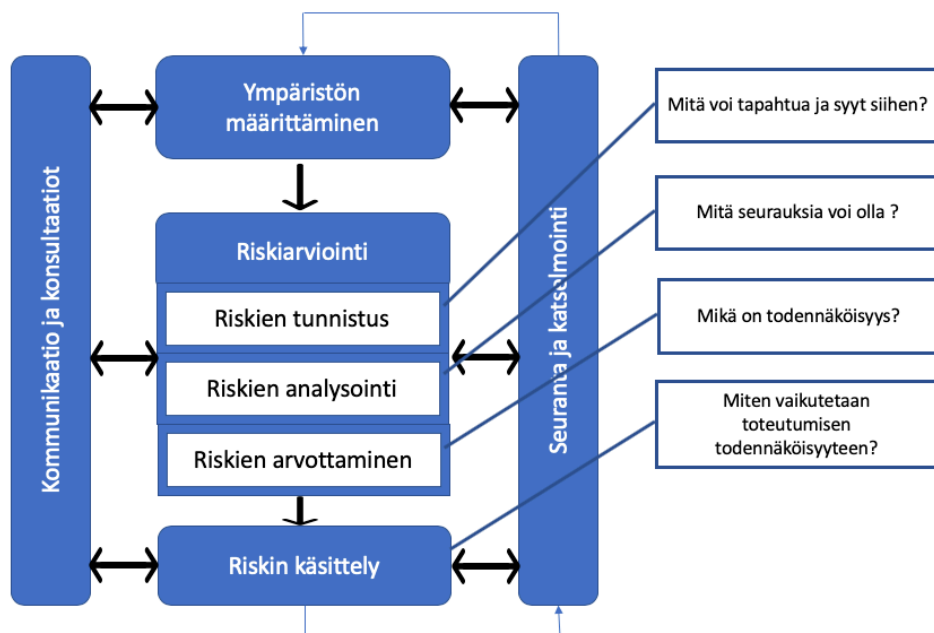 Kommunikaatio ja konsultaatiot
Ympäristön
määrittäminen
Riskiarviointi
Riskien tunnistus
Riskien analysointi
Riskien arvottaminen
Riskin käsittely
Seuranta ja katselmointi
Mitä voi tapahtua ja syyt siihen?
Mitä seurauksia voi olla ?
Mikä on todennäköisyys?
Miten vaikutetaan
toteutumisen
todennäköisyyteen?